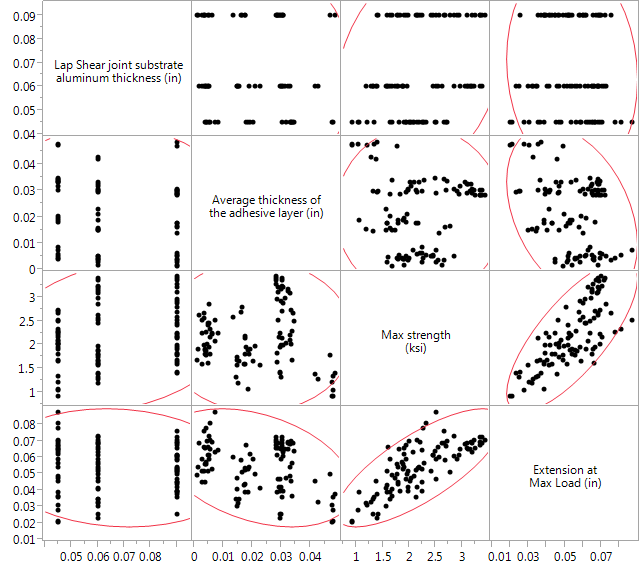 0.09
0.08
0.07
0.06
0.05
0.04
Lap Shear joint substrate
aluminum thickness (in)
0.04
0.03
0.02
0.01
0
Average thickness of
the adhesive layer (in)
3
2.5
2
1.5
1
Max strength
(ksi)
0.08
0.07
0.06
0.05
0.04
0.03
0.02
0.01
Extension at
Max Load (in)
0.05 0.06 0.07 0.08
0 0.01 0.02 0.03 0.04
1 1.5 2 2.5 3
0.01 0.03 0.05 0.07